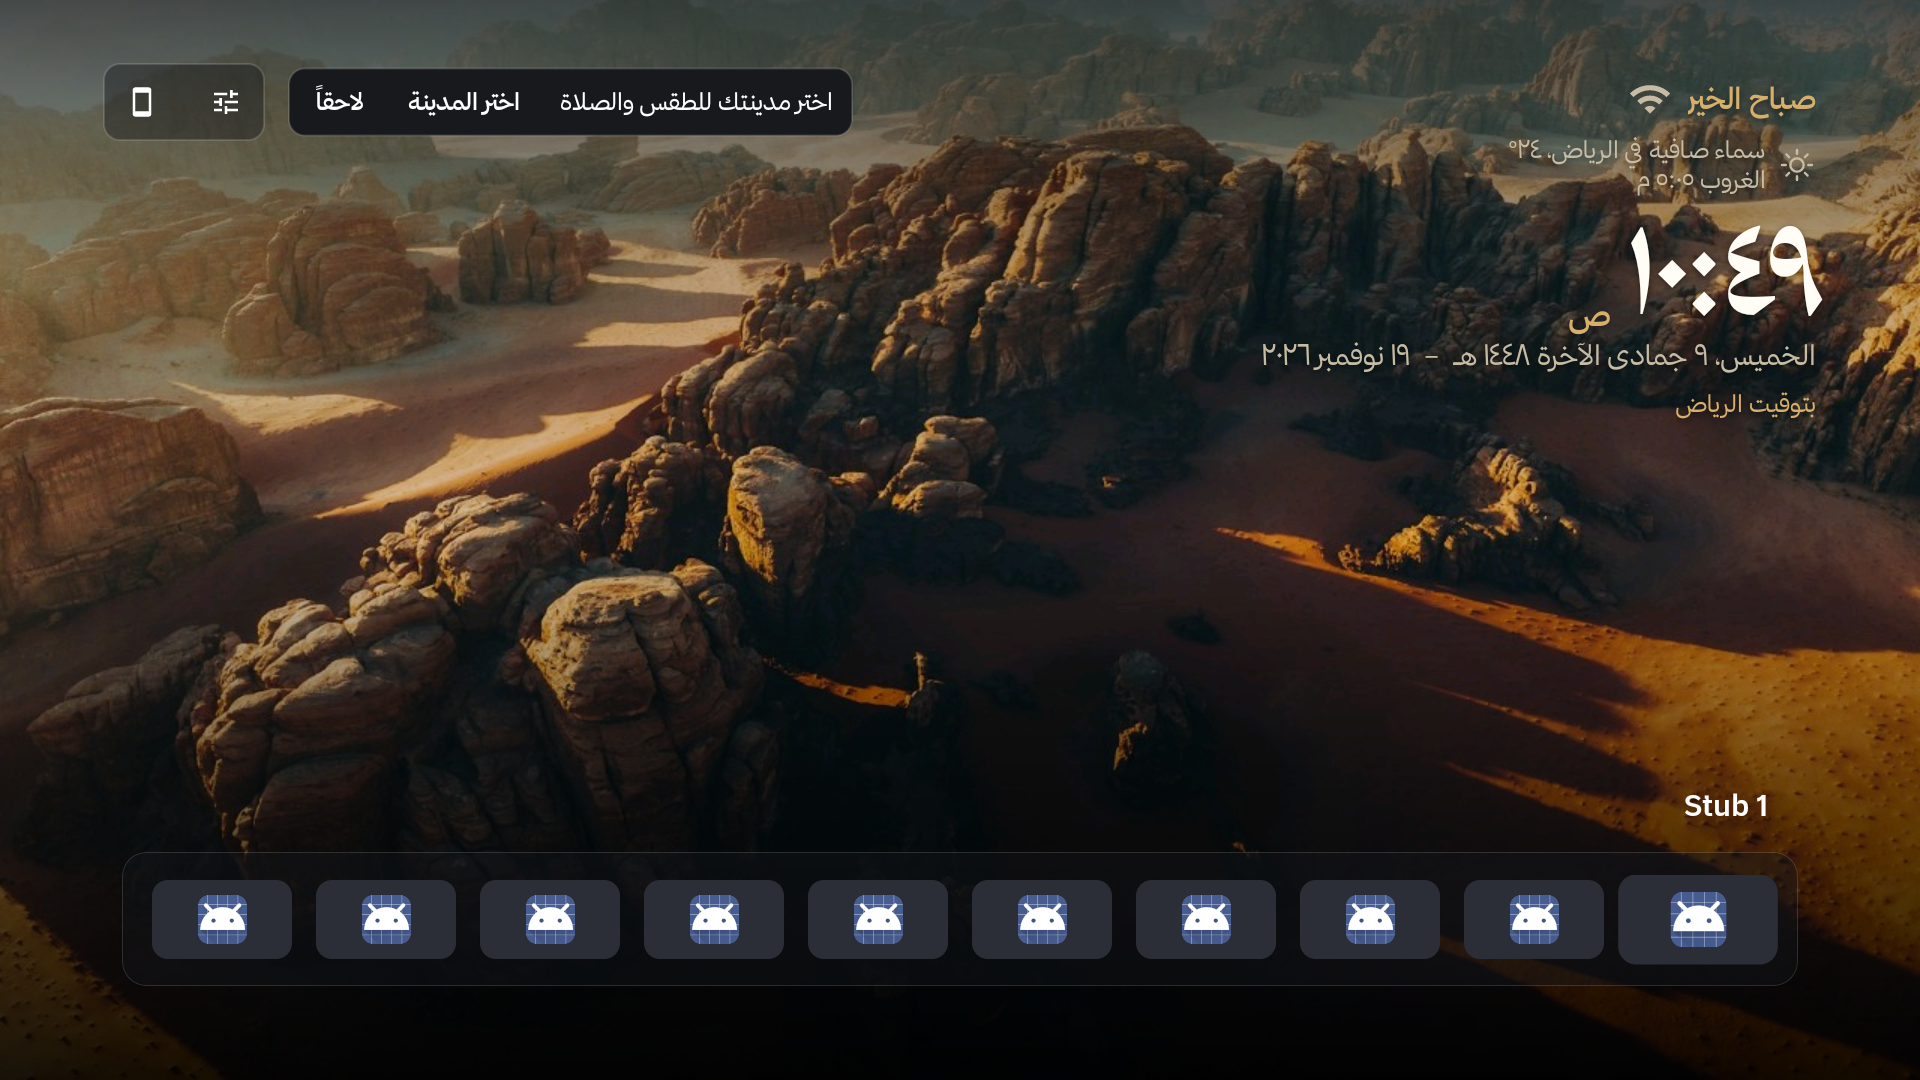 صباح الخير
سماء صافية في الرياض، ٢٤°
الغروب ٥:٠٥ م
١٠:٤٩ ص
الخميس، ٩ جمادى الآخرة ١٤٤٨ هـ – ١٩ نوفمبر ٢٠٢٦
بتوقيت الرياض
اختر مدينتك للطقس والصلاة
اختر المدينة
لاحقاً
Stub 1